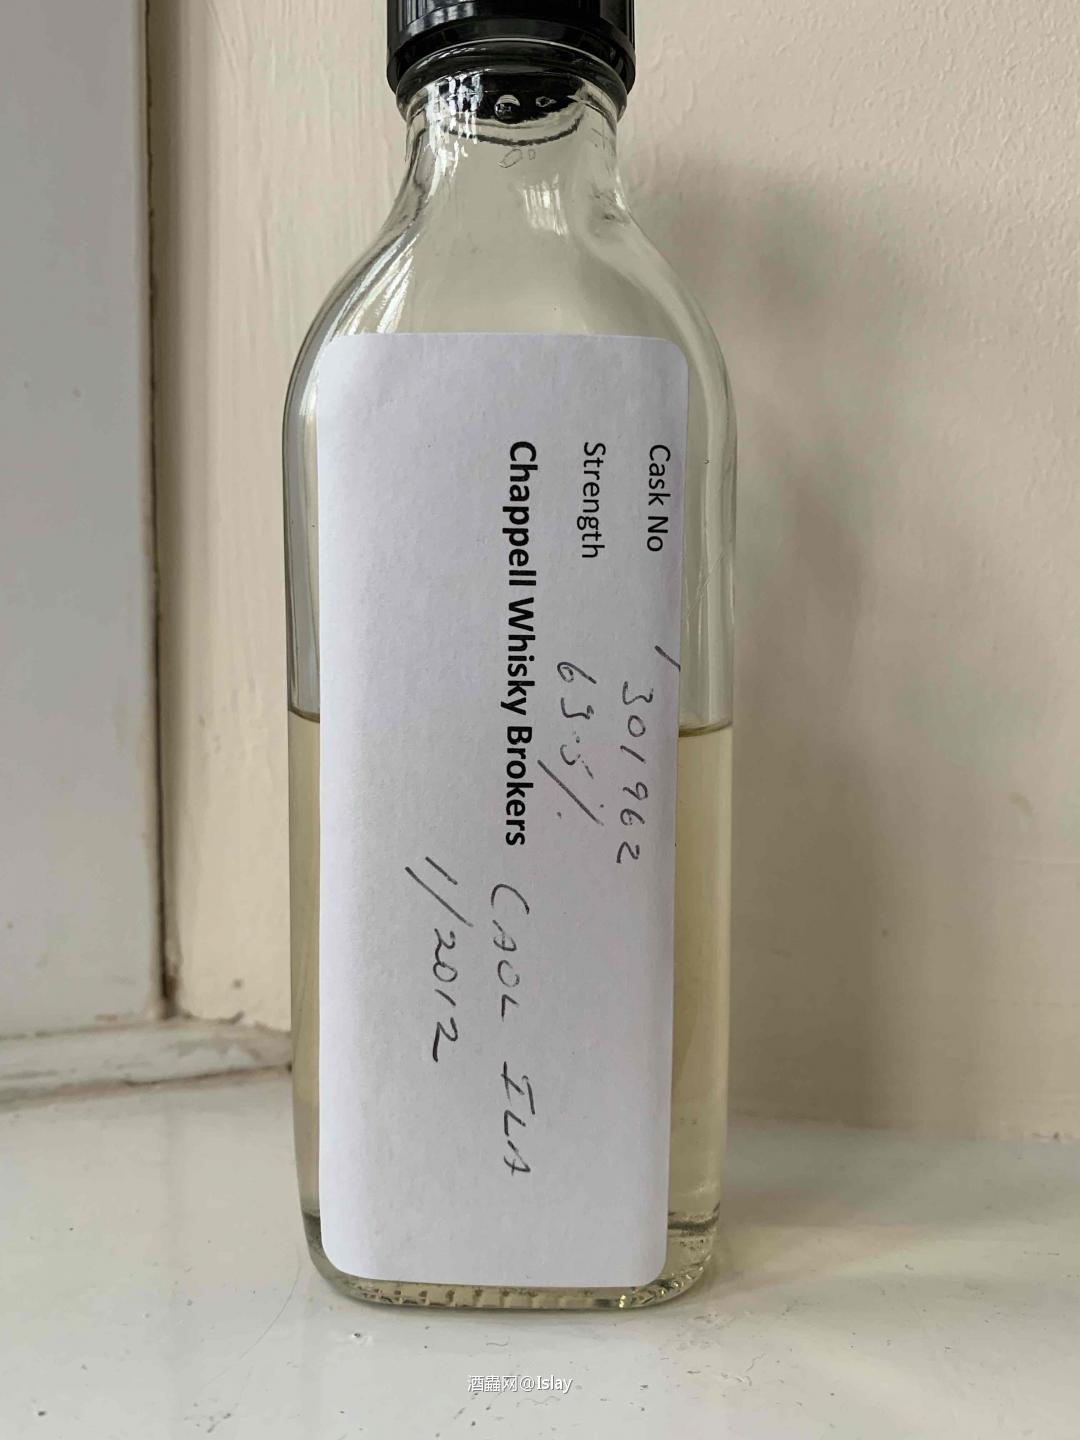 Cask No 301962
Strength 63.5%
Chappell Whisky Brokers CAOL ILA
1/2012
酒蟲网@Islay